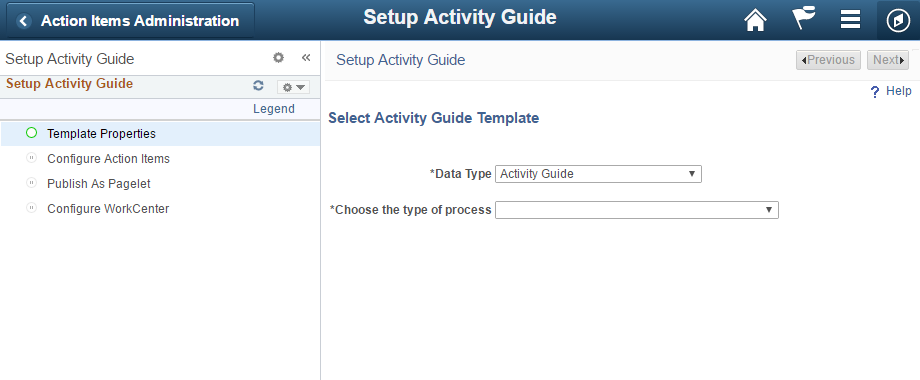 Action Items Administration
Setup Activity Guide
Setup Activity Guide
Setup Activity Guide
Legend
Template Properties
Configure Action Items
Publish As Pagelet
Configure WorkCenter
Setup Activity Guide
Previous
Next
? Help
Select Activity Guide Template
*Data Type Activity Guide
*Choose the type of process